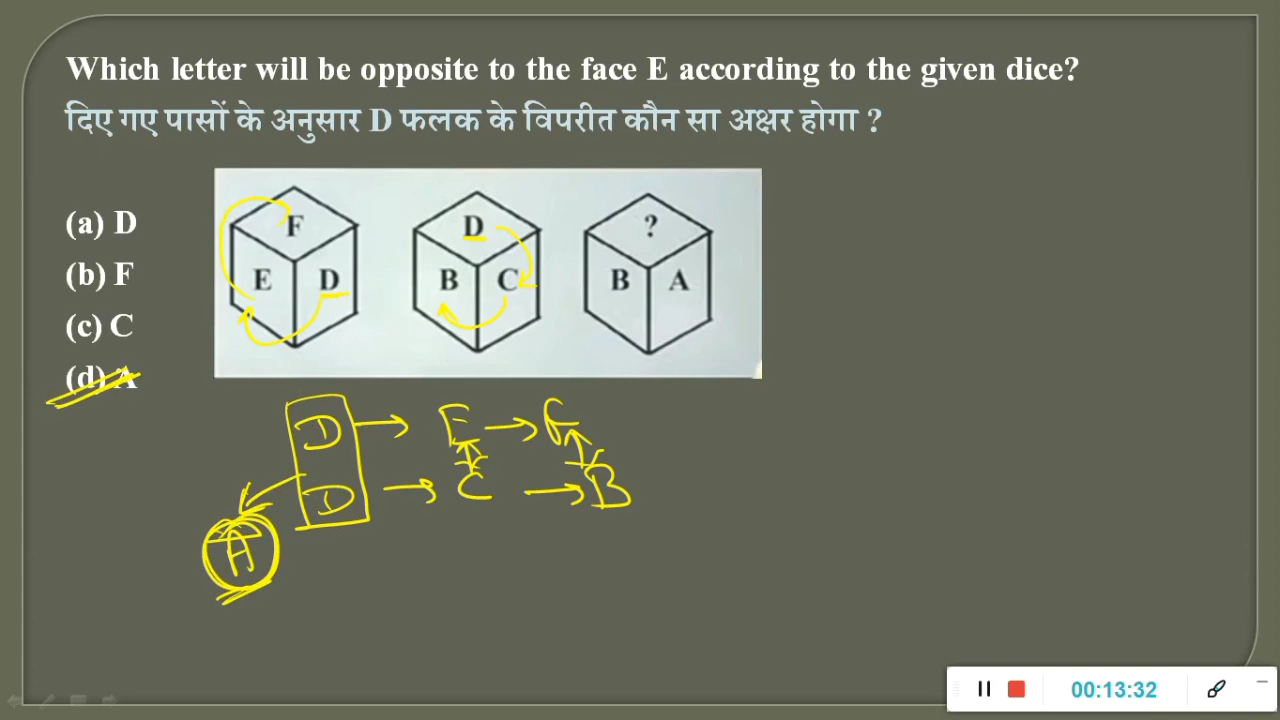 Which letter will be opposite to the face E according to the given dice?
दिए गए पासों के अनुसार D फलक के विपरीत कौन सा अक्षर होगा ?
(a) D
(b) F
(c) C
(d) A
F
E D
D
B C
?
B A
D → E → F
D → C → B
A
00:13:32